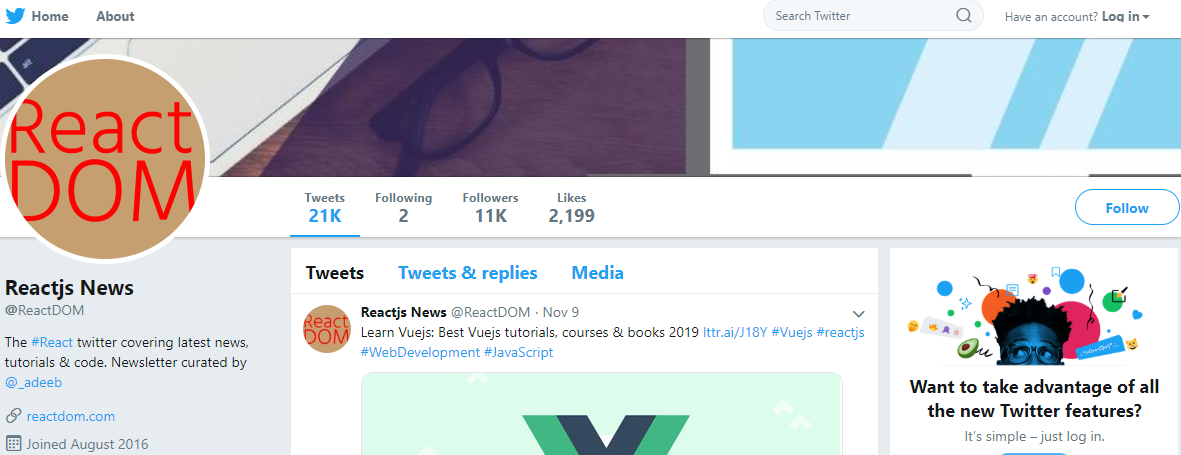 Home About
Search Twitter
Have an account? Log in
alt
React
DOM
Tweets Following Followers Likes
21K 2 11K 2,199
Follow
Reactjs News
@ReactDOM
The #React twitter covering latest news,
tutorials & code. Newsletter curated by
@_adeeb
reactdom.com
Joined August 2016
Tweets Tweets & replies Media
React
DOM
Reactjs News @ReactDOM · Nov 9
Learn Vuejs: Best Vuejs tutorials, courses & books 2019 lttr.ai/J18Y #Vuejs #reactjs
#WebDevelopment #JavaScript
Want to take advantage of all
the new Twitter features?
It's simple – just log in.